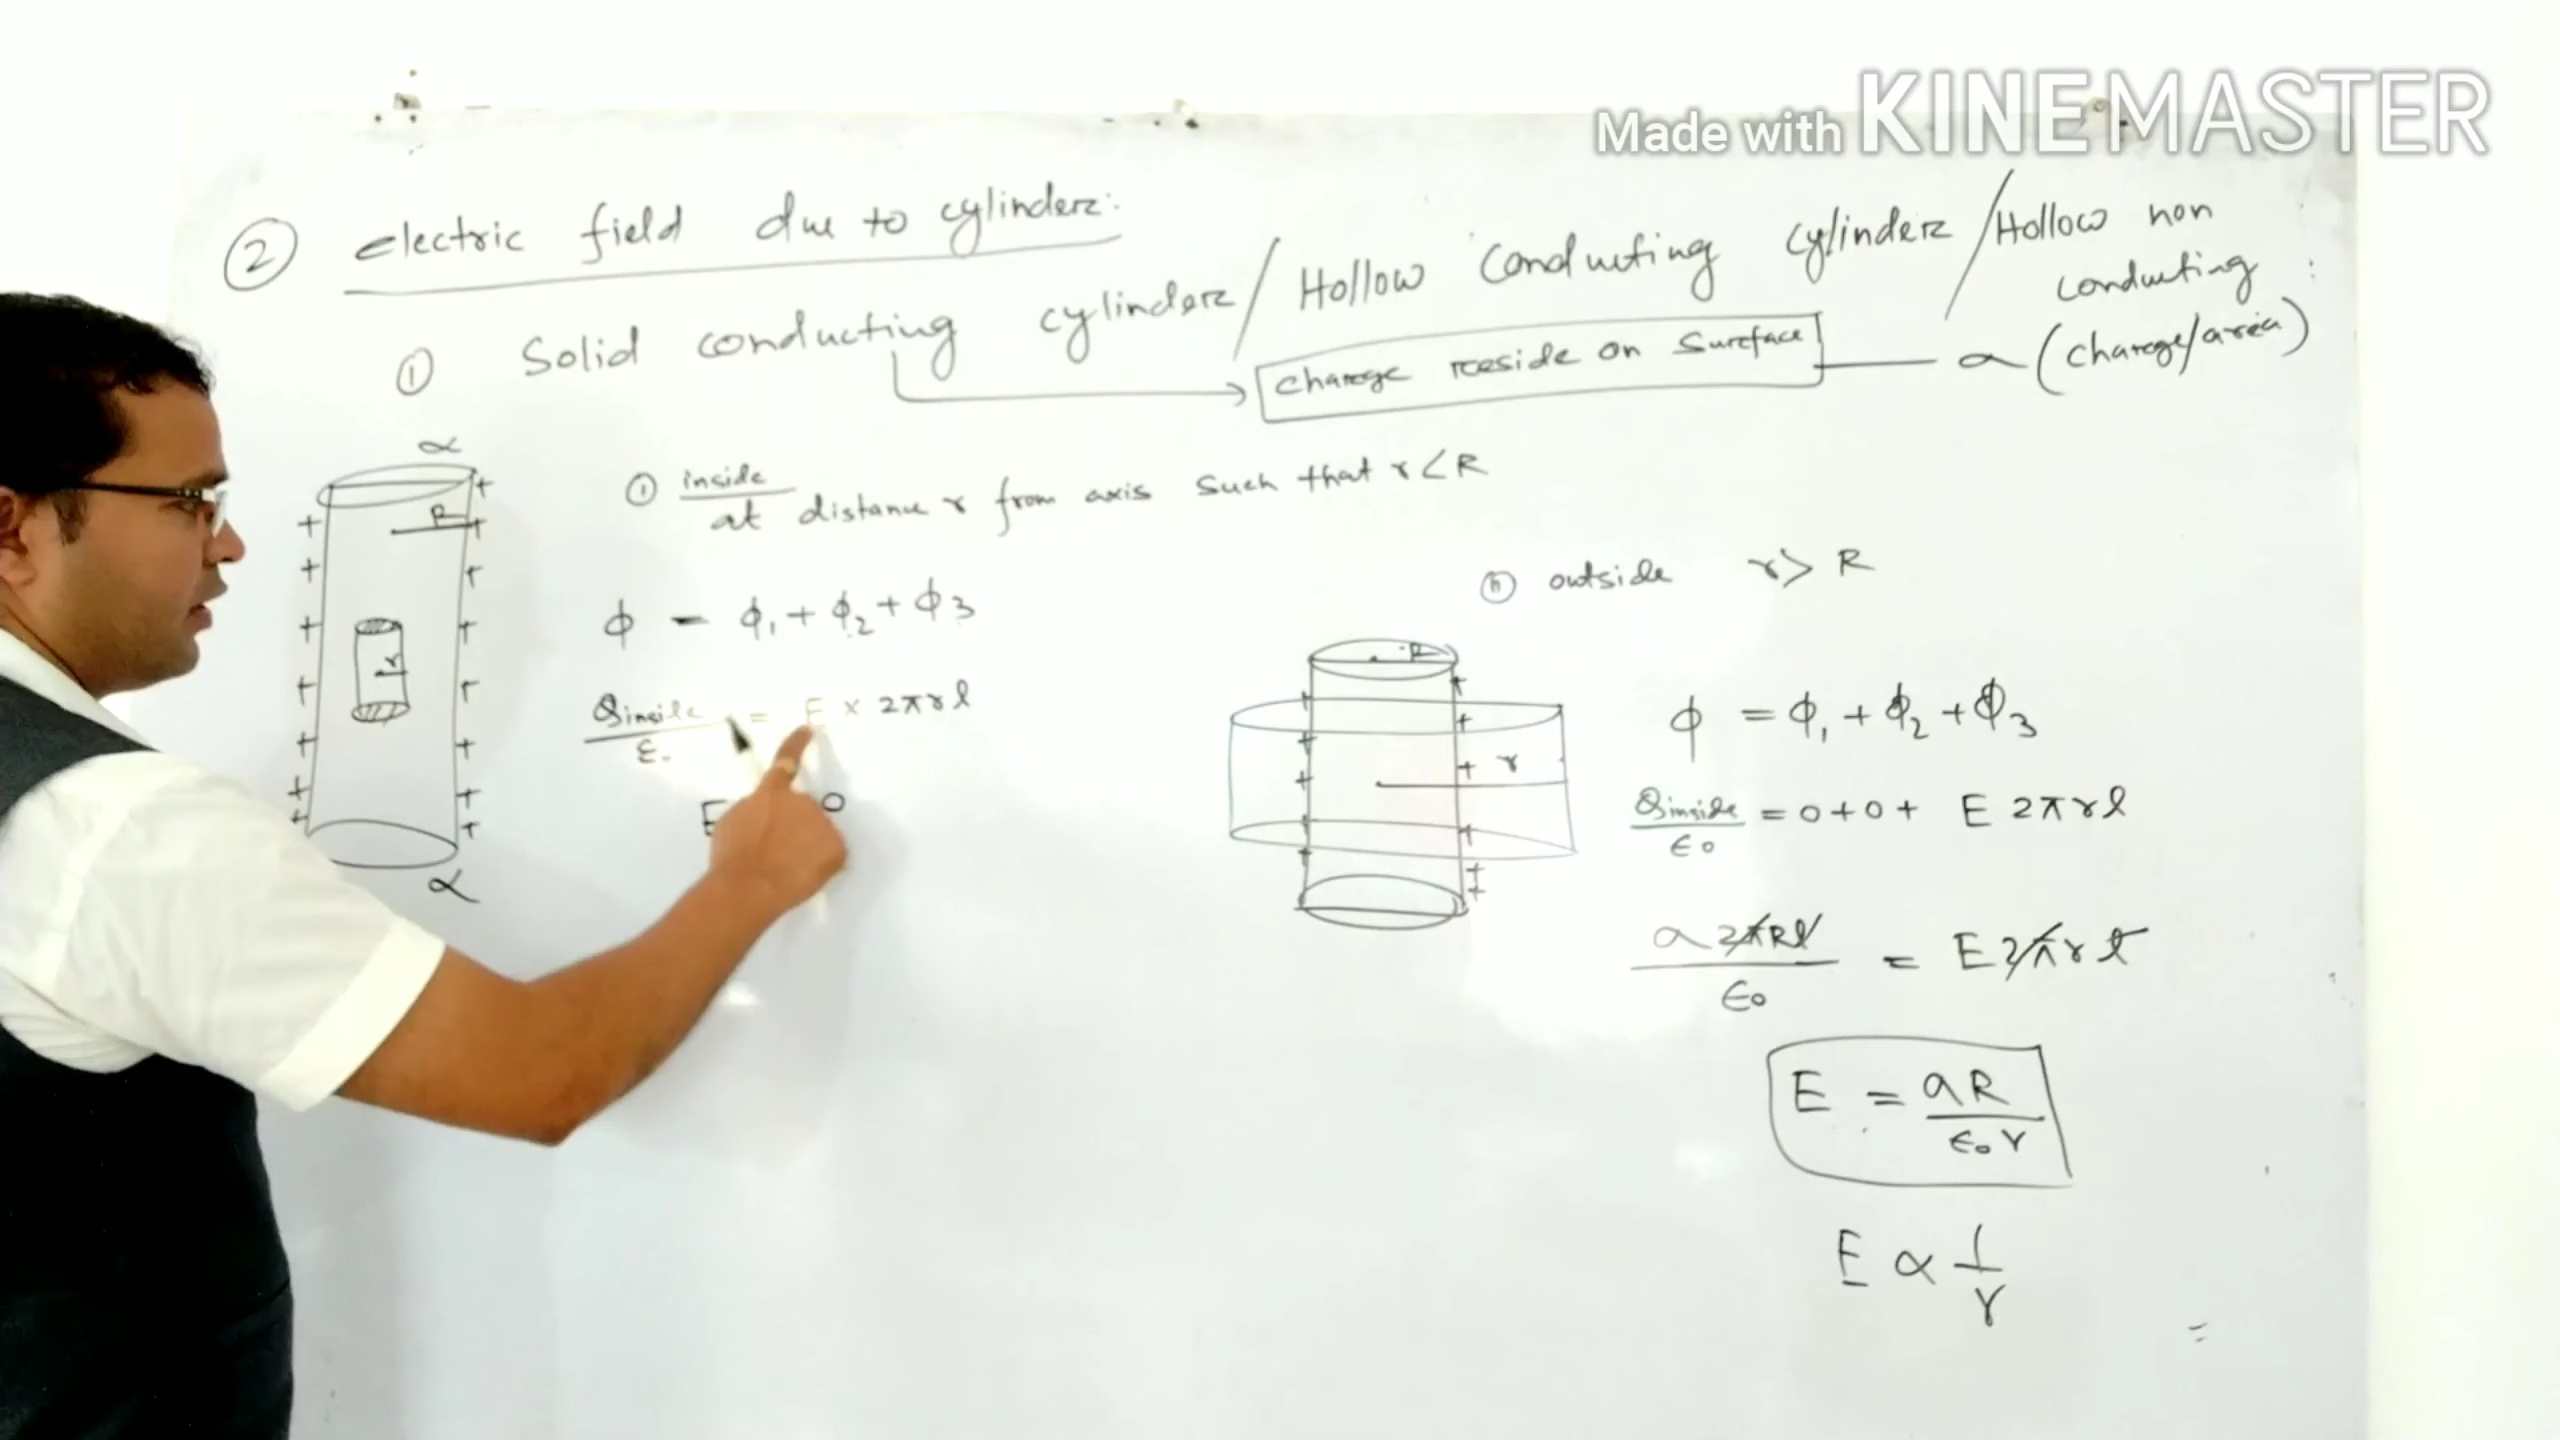 Made with KINEMASTER
② electric field due to cylinder:
① Solid conducting cylinder / Hollow conducting cylinder / Hollow non conducting
charge reside on surface — a (charge/area)
α
+ R +
r
α
① inside
at distance r from axis such that r < R
ϕ = ϕ₁ + ϕ₂ + ϕ₃
Qinside/ε₀ = E × 2πrl
E 0
ⓘⓘ outside r > R
R
r
ϕ = ϕ₁ + ϕ₂ + ϕ₃
Qinside/ε₀ = 0 + 0 + E 2πrl
a 2πRl/ε₀ = E 2πrl
E = aR/ε₀r
E ∝ 1/r
=